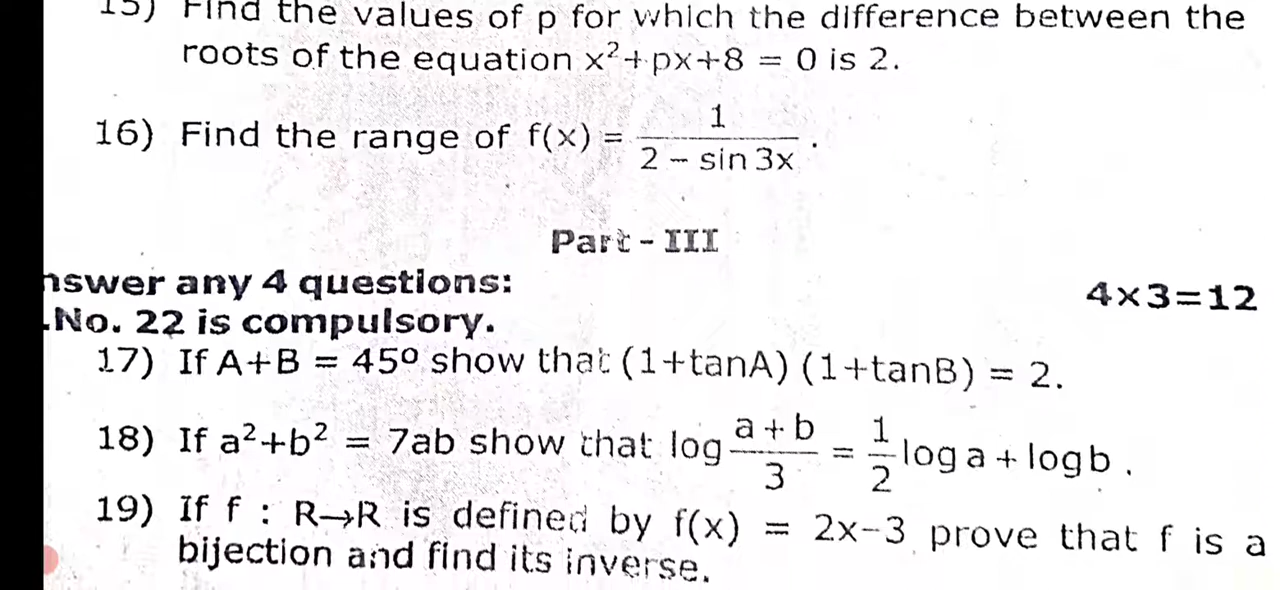 15) Find the values of p for which the difference between the
roots of the equation x²+px+8 = 0 is 2.
16) Find the range of f(x) = 1/(2 − sin 3x) .
Part - III
nswer any 4 questions: 4×3=12
.No. 22 is compulsory.
17) If A+B = 45º show that (1+tanA) (1+tanB) = 2.
18) If a²+b² = 7ab show that log (a + b)/3 = 1/2 log a + log b .
19) If f : R→R is defined by f(x) = 2x−3 prove that f is a
bijection and find its inverse.